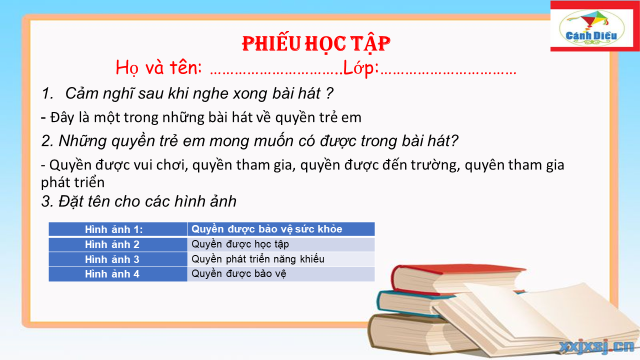 Cánh Diều
PHIẾU HỌC TẬP
Họ và tên: …………………………..Lớp:……………………………
1. Cảm nghĩ sau khi nghe xong bài hát ?
- Đây là một trong những bài hát về quyền trẻ em
2. Những quyền trẻ em mong muốn có được trong bài hát?
- Quyền được vui chơi, quyền tham gia, quyền được đến trường, quyên tham gia
phát triển
3. Đặt tên cho các hình ảnh
Hình ảnh 1: Quyền được bảo vệ sức khỏe
Hình ảnh 2 Quyền được học tập
Hình ảnh 3 Quyền phát triển năng khiếu
Hình ảnh 4 Quyền được bảo vệ
xxjxsj.cn